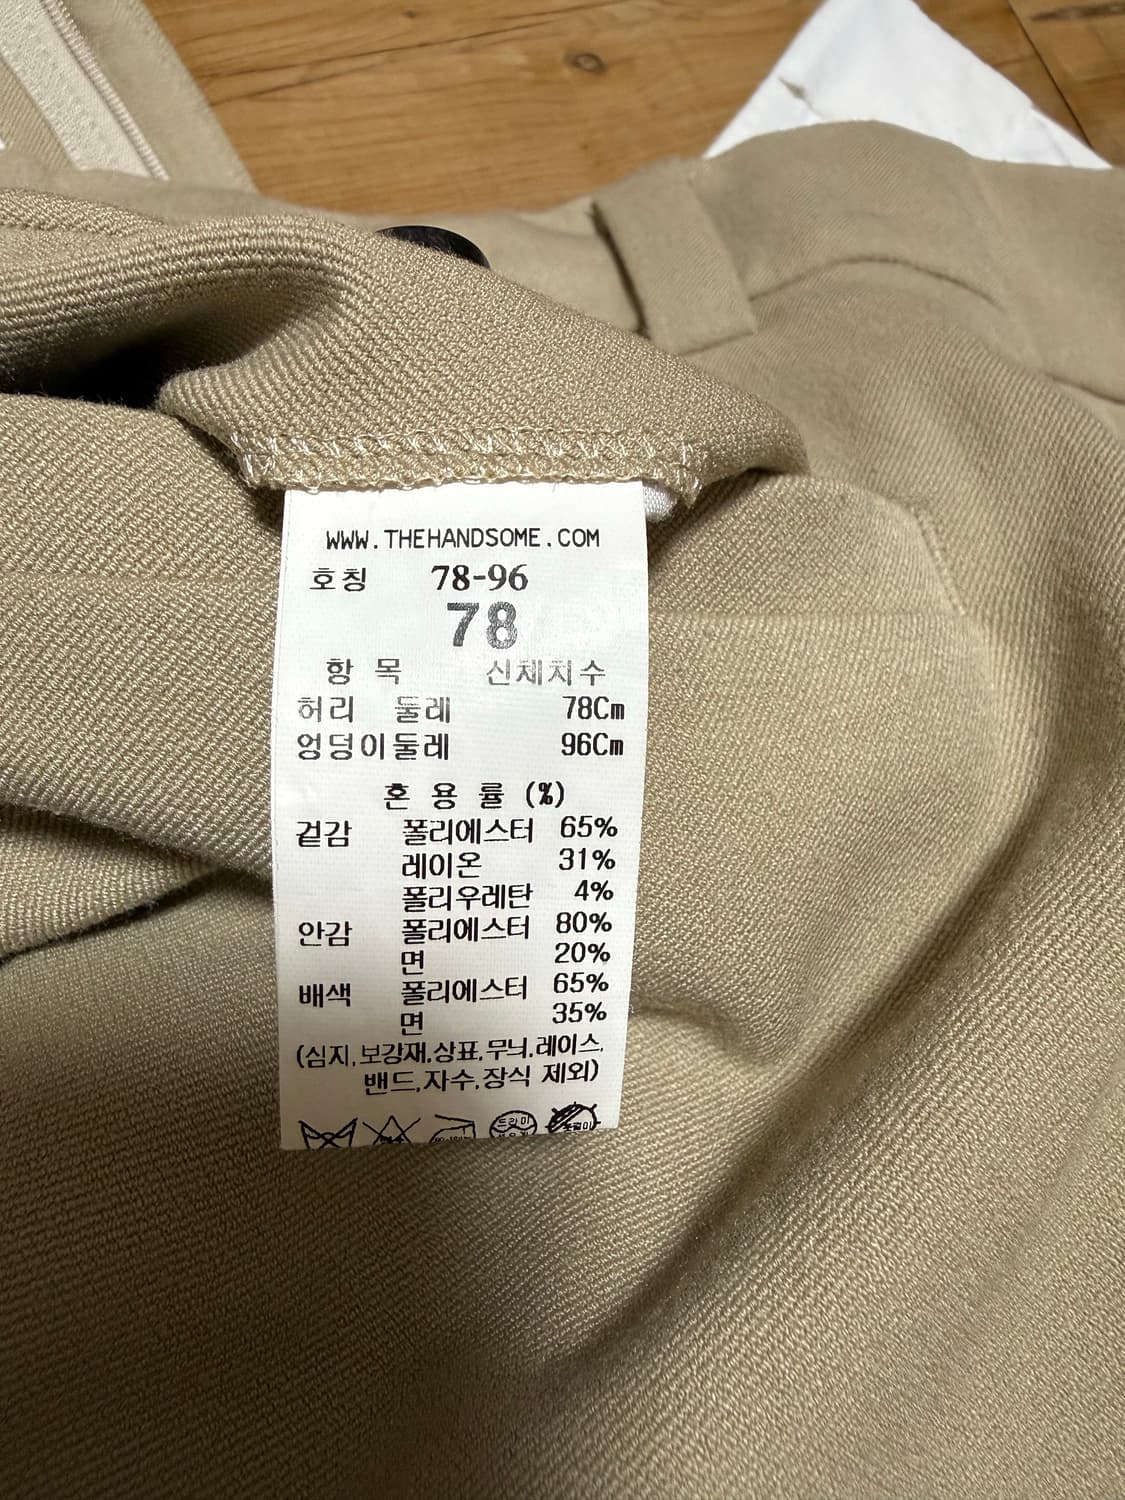 WWW.THEHANDSOME.COM
호칭 78-96
78
항 목 신체치수
허리 둘레 78Cm
엉덩이둘레 96Cm
혼 용 률 (%)
겉감 폴리에스터 65%
레이온 31%
폴리우레탄 4%
안감 폴리에스터 80%
면 20%
배색 폴리에스터 65%
면 35%
(심지,보강재,상표,무늬,레이스,
밴드,자수,장식 제외)
드라이